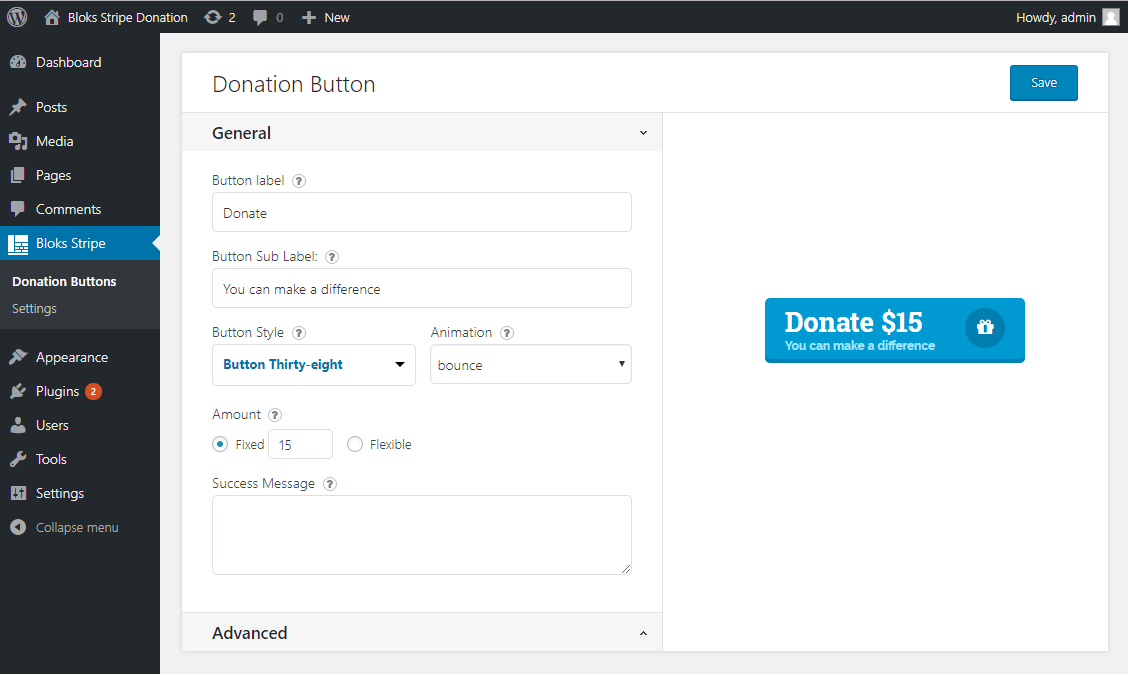 Bloks Stripe Donation 2 0 New Howdy, admin
Dashboard
Posts
Media
Pages
Comments
Bloks Stripe
Donation Buttons
Settings
Appearance
Plugins 2
Users
Tools
Settings
Collapse menu
Donation Button Save
General
Button label ?
Donate
Button Sub Label: ?
You can make a difference
Button Style ? Animation ?
Button Thirty-eight bounce
Amount ?
Fixed 15 Flexible
Success Message ?
Advanced
Donate $15
You can make a difference